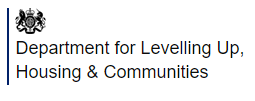 Department for Levelling Up,
Housing & Communities